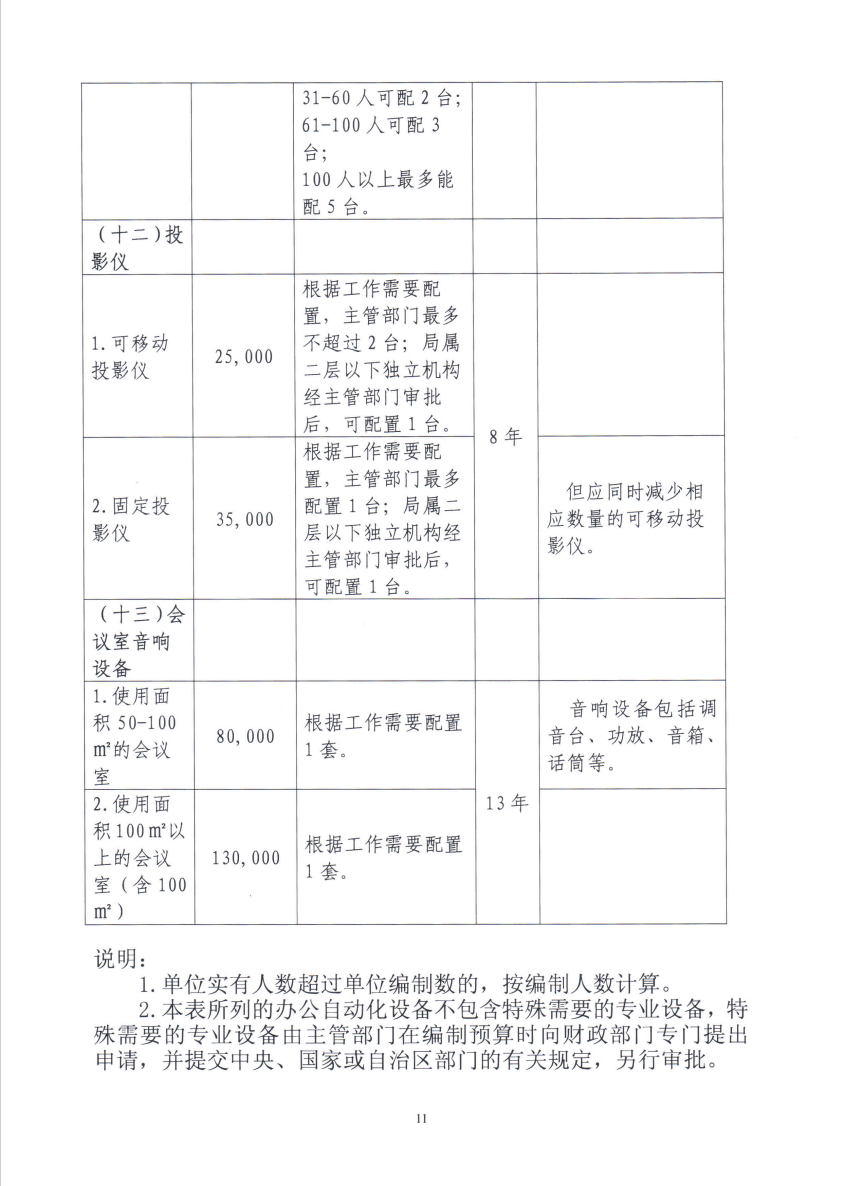 31-60 人可配 2 台;
61-100 人可配 3
台;
100 人以上最多能
配 5 台。
(十二)投
影仪
1.可移动
投影仪
25,000
根据工作需要配
置，主管部门最多
不超过 2 台；局属
二层以下独立机构
经主管部门审批
后，可配置 1 台。
8 年
2.固定投
影仪
35,000
根据工作需要配
置，主管部门最多
配置 1 台；局属二
层以下独立机构经
主管部门审批后，
可配置 1 台。
但应同时减少相
应数量的可移动投
影仪。
(十三)会
议室音响
设备
1.使用面
积 50-100
㎡的会议
室
80,000
根据工作需要配置
1 套。
13 年
音响设备包括调
音台、功放、音箱、
话筒等。
2.使用面
积100㎡以
上的会议
室（含 100
㎡）
130,000
根据工作需要配置
1 套。
说明：
1.单位实有人数超过单位编制数的，按编制人数计算。
2.本表所列的办公自动化设备不包含特殊需要的专业设备，特
殊需要的专业设备由主管部门在编制预算时向财政部门专门提出
申请，并提交中央、国家或自治区部门的有关规定，另行审批。
11